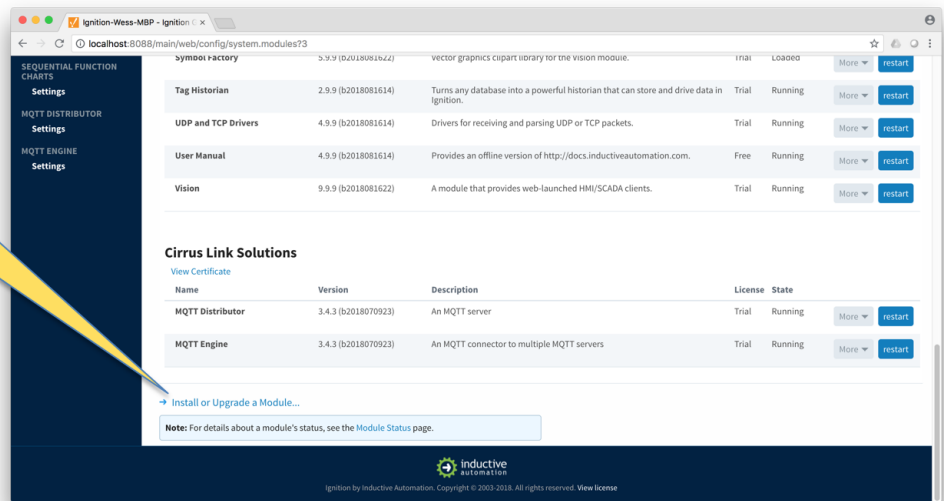 Ignition-Wess-MBP - Ignition G
localhost:8088/main/web/config/system.modules?3
SEQUENTIAL FUNCTION
CHARTS
Settings
MQTT DISTRIBUTOR
Settings
MQTT ENGINE
Settings
Symbol Factory 5.9.9 (b2018081622) Vector graphics clipart library for the Vision module. Trial Loaded More restart
Tag Historian 2.9.9 (b2018081614) Turns any database into a powerful historian that can store and drive data in Trial Running More restart
Ignition.
UDP and TCP Drivers 4.9.9 (b2018081614) Drivers for receiving and parsing UDP or TCP packets. Trial Running More restart
User Manual 4.9.9 (b2018081614) Provides an offline version of http://docs.inductiveautomation.com. Free Running More restart
Vision 9.9.9 (b2018081622) A module that provides web-launched HMI/SCADA clients. Trial Running More restart
Cirrus Link Solutions
View Certificate
Name Version Description License State
MQTT Distributor 3.4.3 (b2018070923) An MQTT server Trial Running More restart
MQTT Engine 3.4.3 (b2018070923) An MQTT connector to multiple MQTT servers Trial Running More restart
→ Install or Upgrade a Module...
Note: For details about a module's status, see the Module Status page.
inductive
automation
Ignition by Inductive Automation. Copyright © 2003-2018. All rights reserved. View license